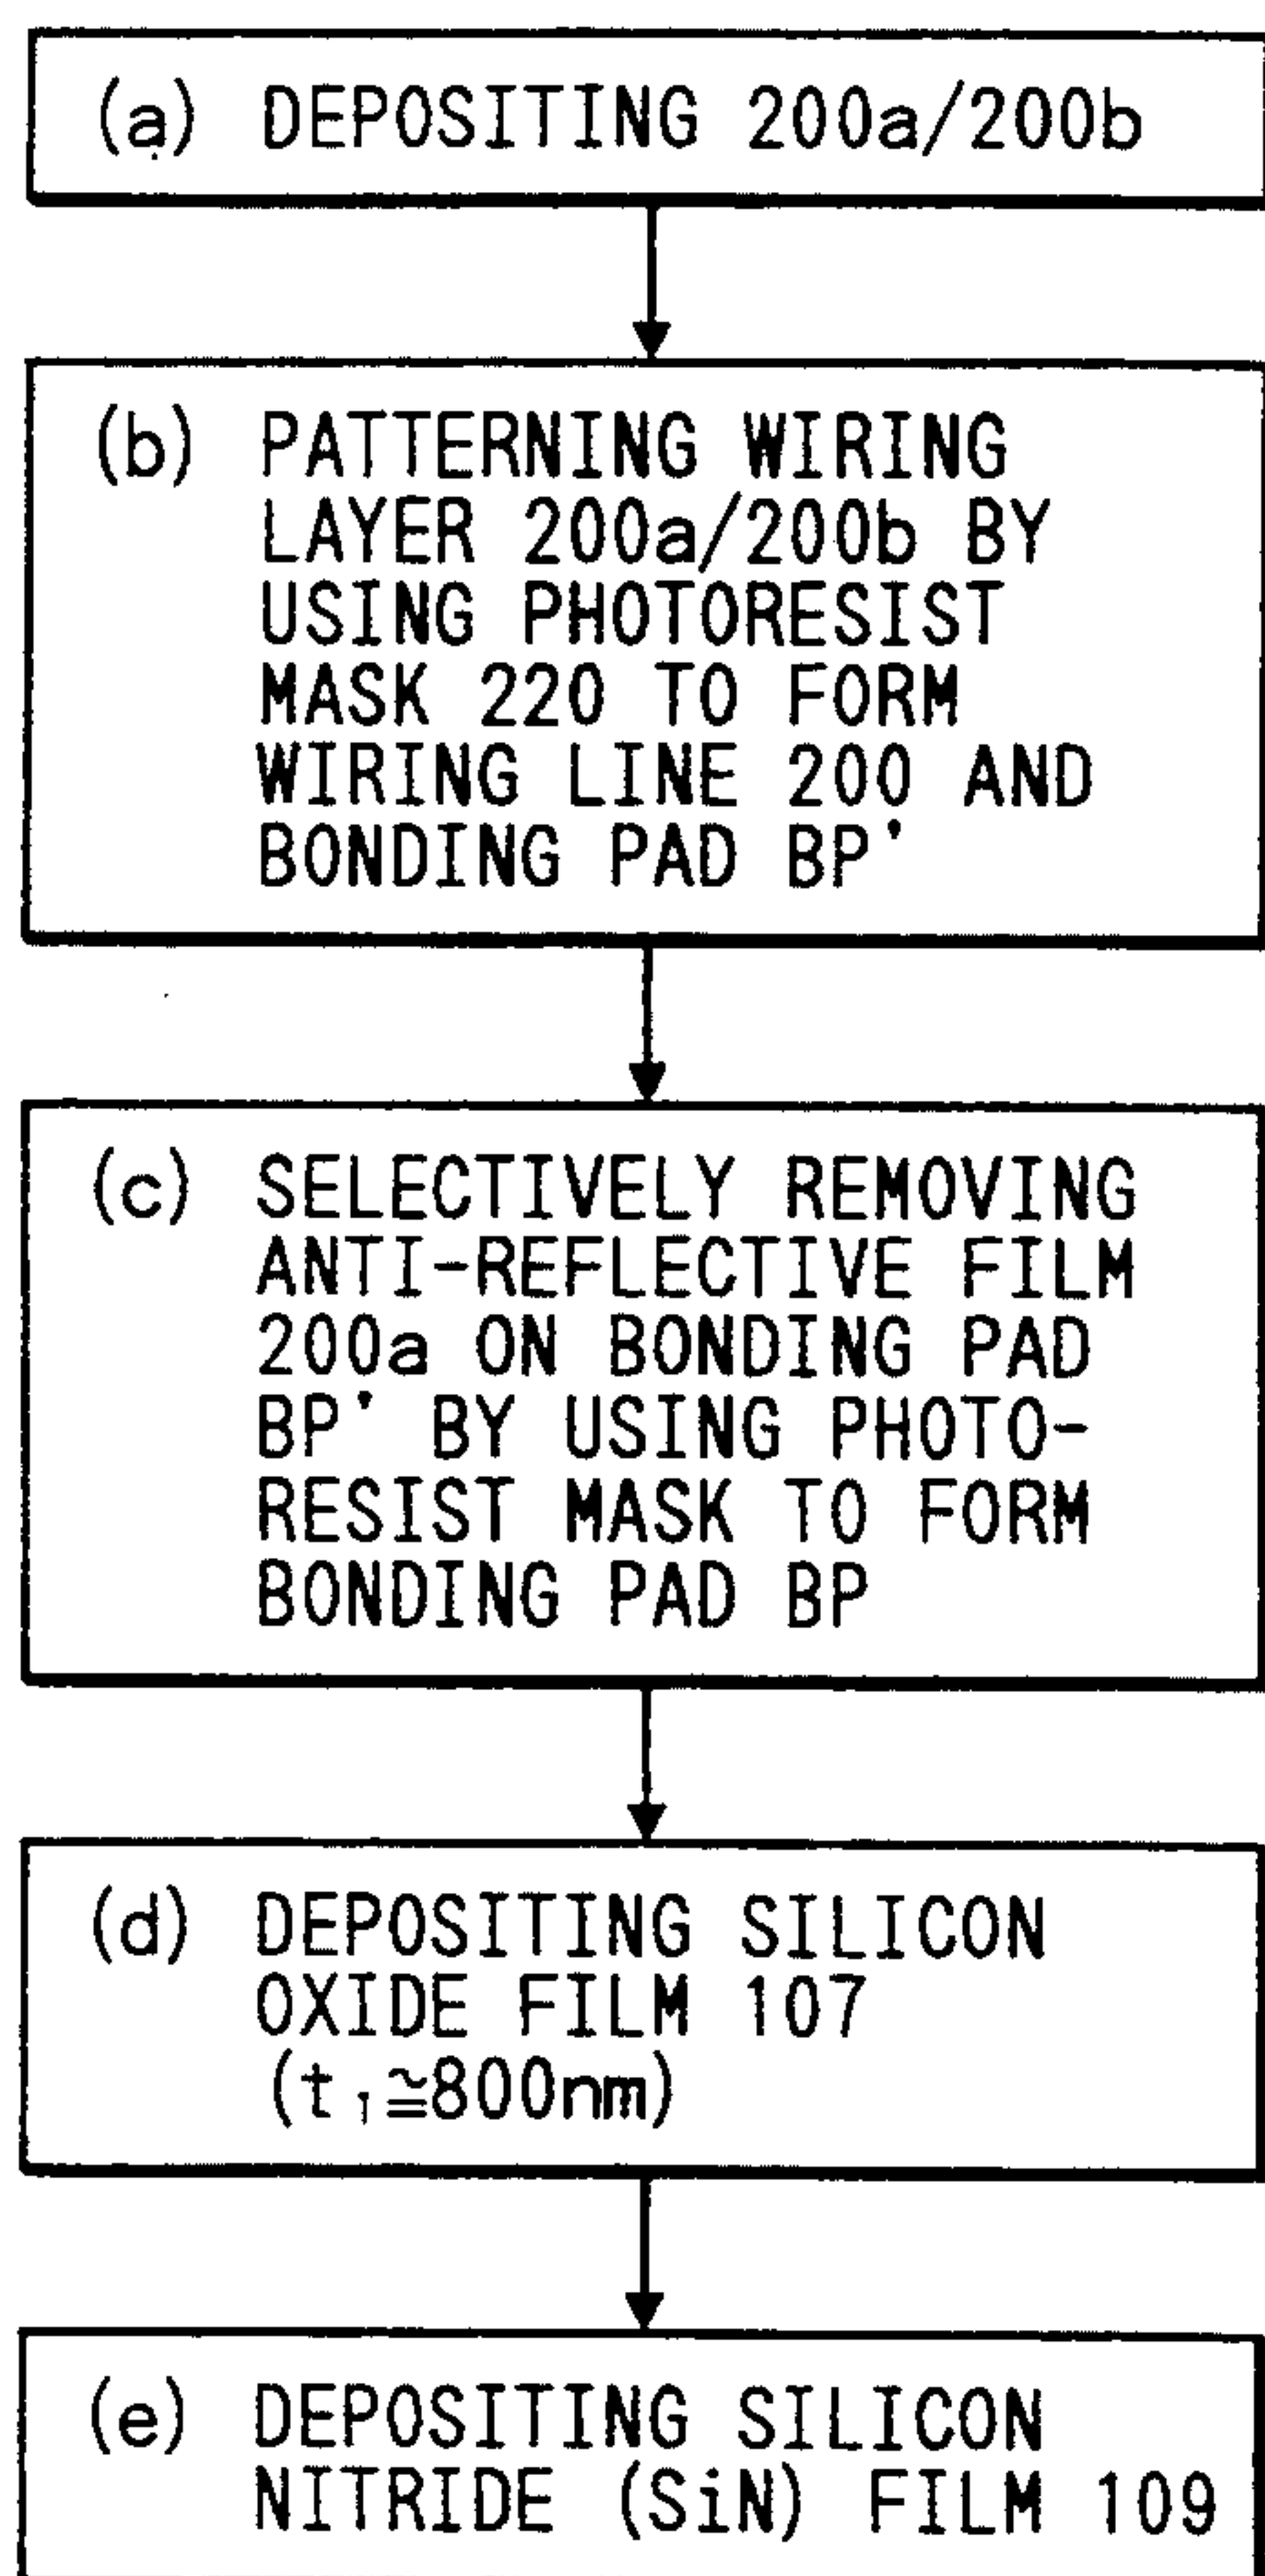 (a) DEPOSITING 200a/200b
(b) PATTERNING WIRING
LAYER 200a/200b BY
USING PHOTORESIST
MASK 220 TO FORM
WIRING LINE 200 AND
BONDING PAD BP'
(c) SELECTIVELY REMOVING
ANTI-REFLECTIVE FILM
200a ON BONDING PAD
BP' BY USING PHOTO-
RESIST MASK TO FORM
BONDING PAD BP
(d) DEPOSITING SILICON
OXIDE FILM 107
(t₁≅800nm)
(e) DEPOSITING SILICON
NITRIDE (SiN) FILM 109